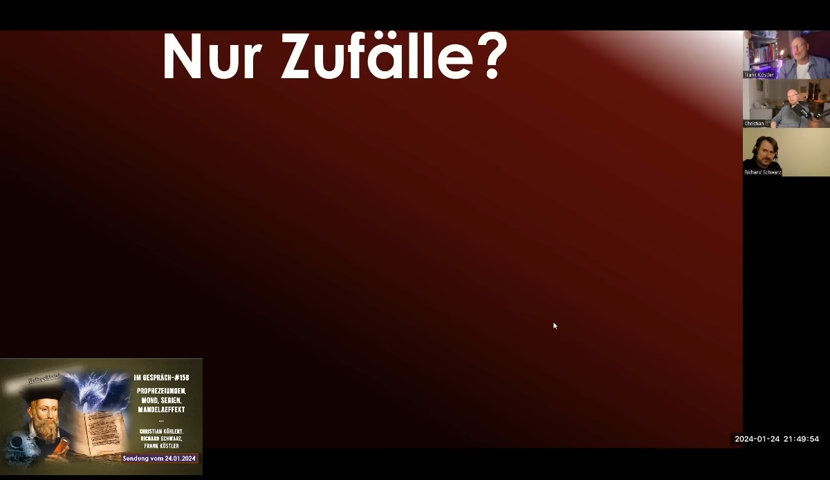 Nur Zufälle?
Frank Köstler
Christian
Richard Schwarz
IM GESPRÄCH-#158
PROPHEZEIUNGEN,
MOND, SERIEN,
MANDELAEFFEKT
CHRISTIAN KÖHLERT,
RICHARD SCHWARZ,
FRANK KÖSTLER
Sendung vom 24.01.2024
2024-01-24 21:49:54